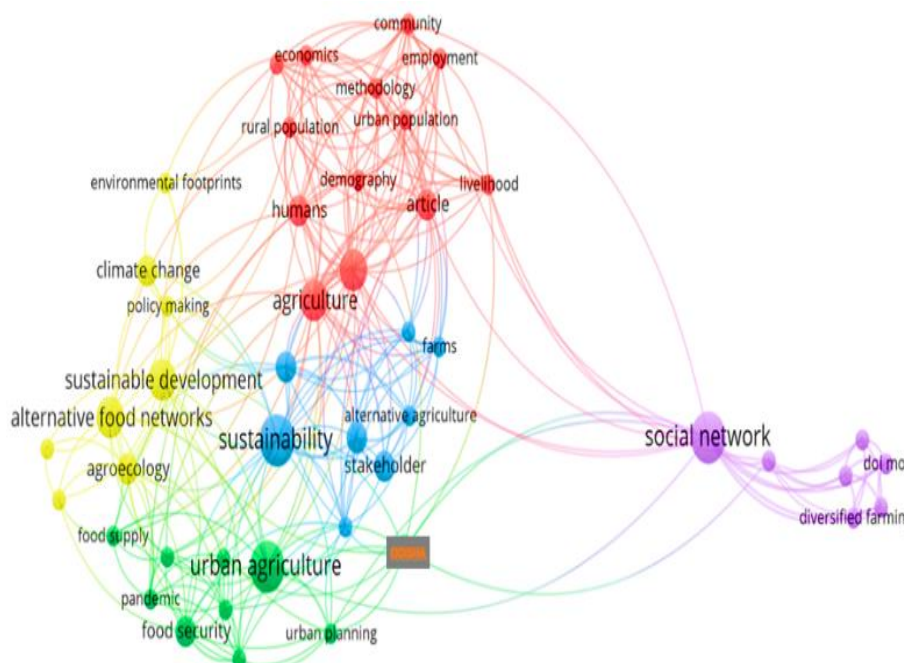 community
economics
employment
methodology
rural population
urban population
environmental footprints
demography
livelihood
humans
article
climate change
policy making
agriculture
farms
sustainable development
alternative food networks
alternative agriculture
sustainability
social network
stakeholder
agroecology
doi mo
diversified farmin
food supply
urban agriculture
pandemic
food security
urban planning